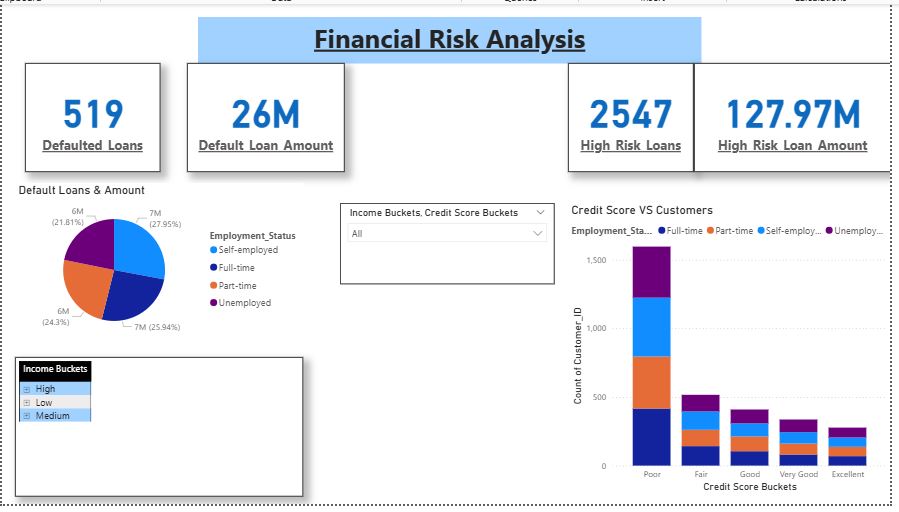 Financial Risk Analysis
519
Defaulted Loans
26M
Default Loan Amount
2547
High Risk Loans
127.97M
High Risk Loan Amount
Default Loans & Amount
6M
(21.81%)
7M
(27.95%)
6M
(24.3%)
7M (25.94%)
Employment_Status
Self-employed
Full-time
Part-time
Unemployed
Income Buckets, Credit Score Buckets
All
Credit Score VS Customers
Employment_Sta... Full-time Part-time Self-employ... Unemploy...
Count of Customer_ID
1,500
1,000
500
0
Poor Fair Good Very Good Excellent
Credit Score Buckets
Income Buckets
High
Low
Medium